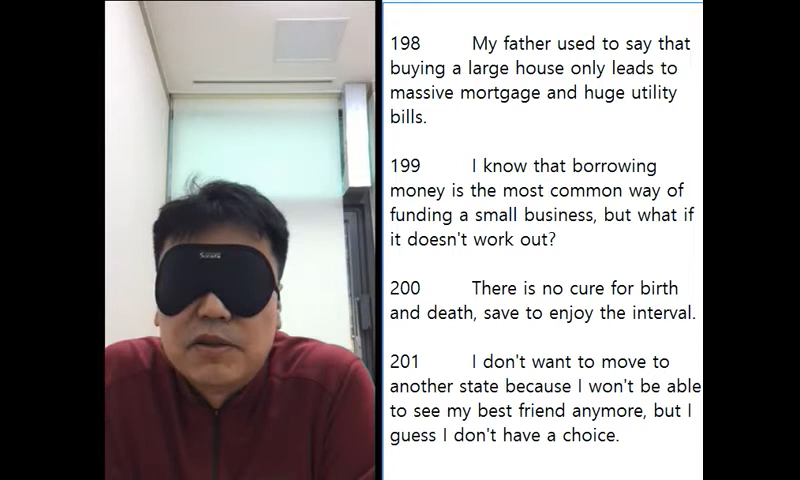 198 My father used to say that
buying a large house only leads to
massive mortgage and huge utility
bills.
199 I know that borrowing
money is the most common way of
funding a small business, but what if
it doesn't work out?
200 There is no cure for birth
and death, save to enjoy the interval.
201 I don't want to move to
another state because I won't be able
to see my best friend anymore, but I
guess I don't have a choice.